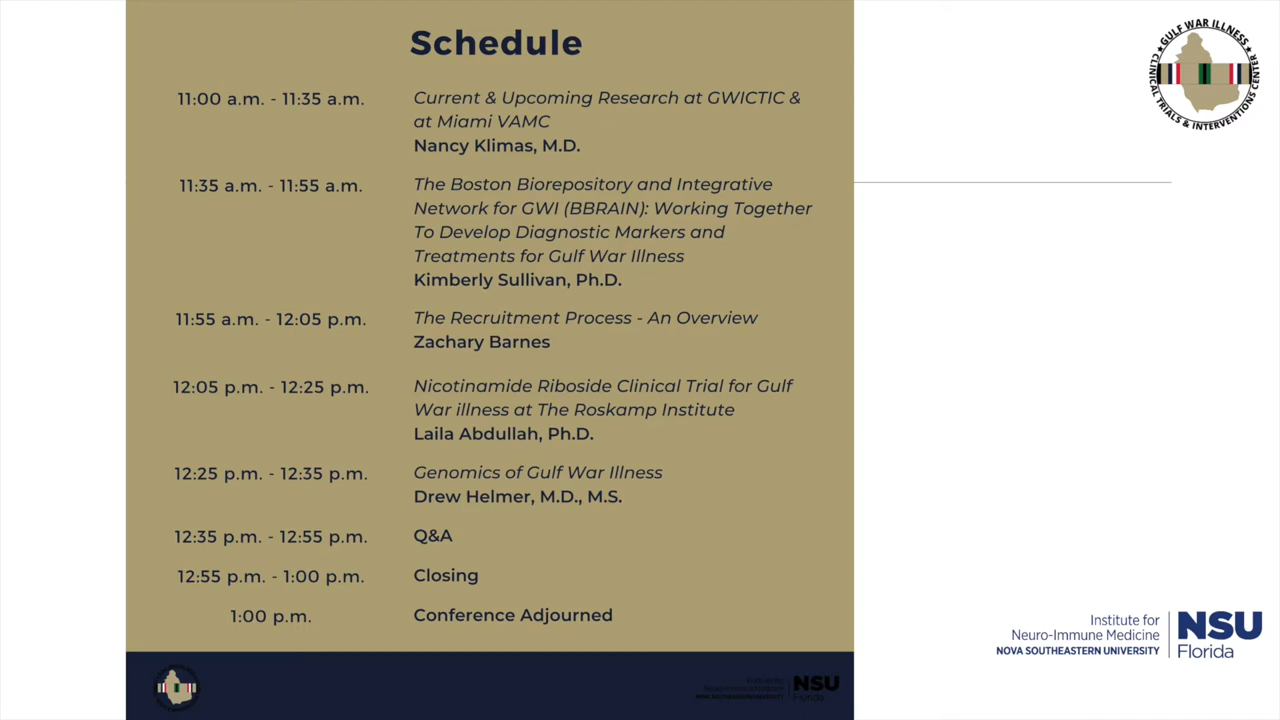 Schedule
11:00 a.m. - 11:35 a.m.
Current & Upcoming Research at GWICTIC &
at Miami VAMC
Nancy Klimas, M.D.
11:35 a.m. - 11:55 a.m.
The Boston Biorepository and Integrative
Network for GWI (BBRAIN): Working Together
To Develop Diagnostic Markers and
Treatments for Gulf War Illness
Kimberly Sullivan, Ph.D.
11:55 a.m. - 12:05 p.m.
The Recruitment Process - An Overview
Zachary Barnes
12:05 p.m. - 12:25 p.m.
Nicotinamide Riboside Clinical Trial for Gulf
War illness at The Roskamp Institute
Laila Abdullah, Ph.D.
12:25 p.m. - 12:35 p.m.
Genomics of Gulf War Illness
Drew Helmer, M.D., M.S.
12:35 p.m. - 12:55 p.m.
Q&A
12:55 p.m. - 1:00 p.m.
Closing
1:00 p.m.
Conference Adjourned
NSU
Florida
GULF WAR ILLNESS
CLINICAL TRIALS & INTERVENTIONS CENTER
Institute for
Neuro-Immune Medicine
NOVA SOUTHEASTERN UNIVERSITY
NSU
Florida